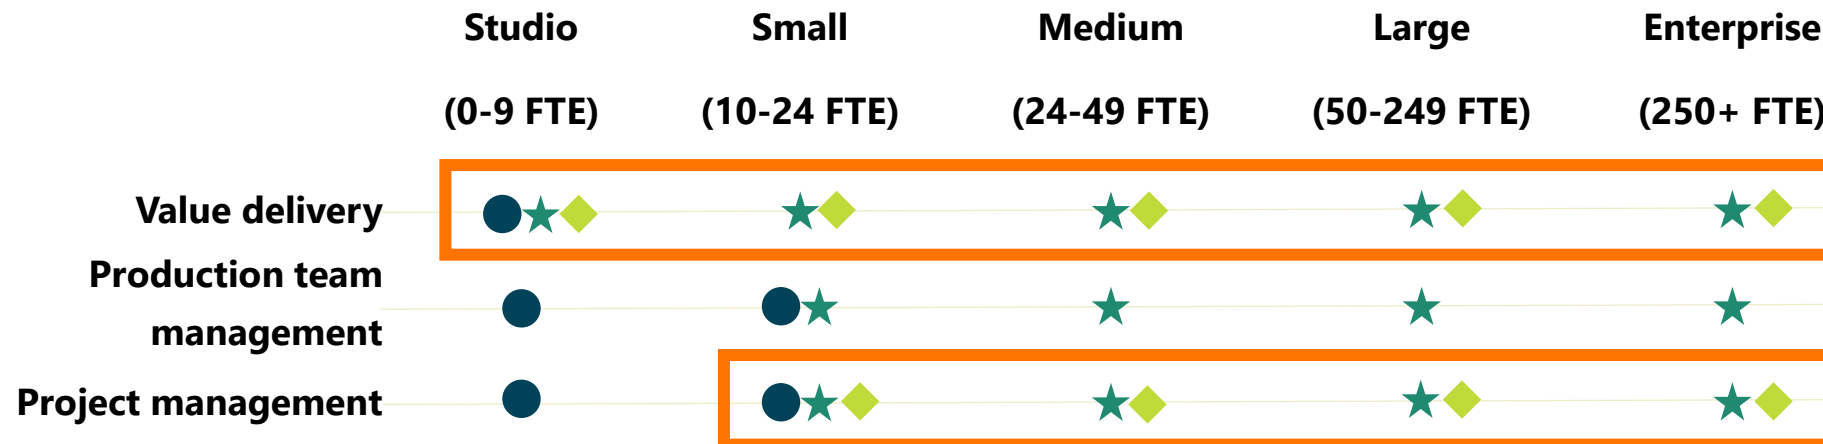 Studio Small Medium Large Enterprise
(0-9 FTE) (10-24 FTE) (24-49 FTE) (50-249 FTE) (250+ FTE)
Value delivery
Production team
management
Project management